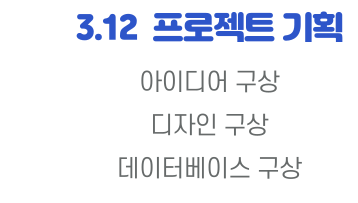 3.12 프로젝트 기획
아이디어 구상
디자인 구상
데이터베이스 구상